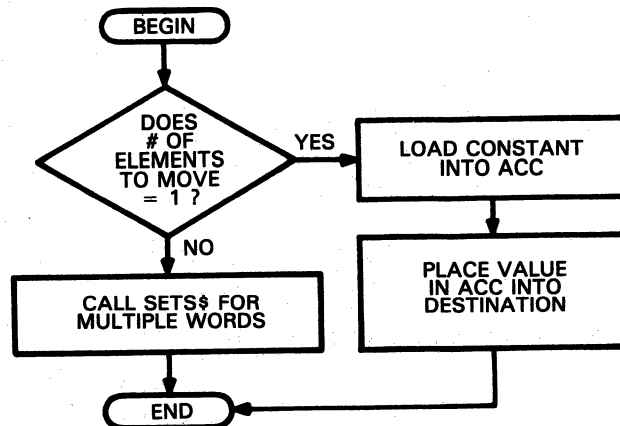 BEGIN
DOES
# OF
ELEMENTS
TO MOVE
= 1 ?
YES
LOAD CONSTANT
INTO ACC
NO
PLACE VALUE
IN ACC INTO
DESTINATION
CALL SETS$ FOR
MULTIPLE WORDS
END